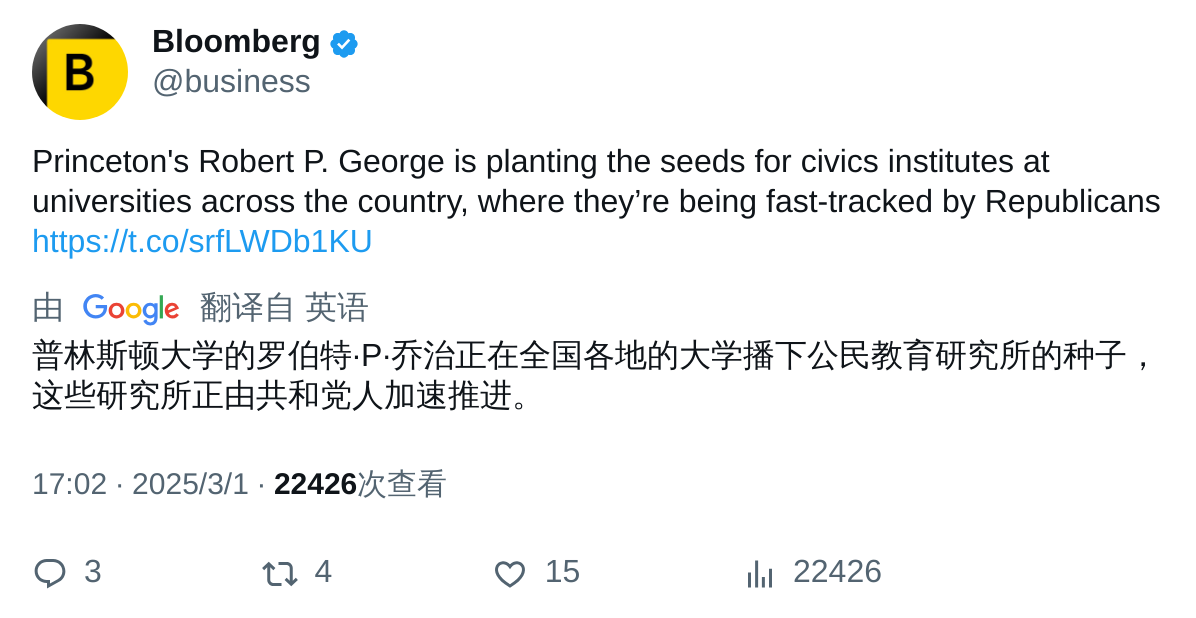 B
Bloomberg
@business
Princeton's Robert P. George is planting the seeds for civics institutes at
universities across the country, where they’re being fast-tracked by Republicans
https://t.co/srfLWDb1KU
由 Google 翻译自 英语
普林斯顿大学的罗伯特·P·乔治正在全国各地的大学播下公民教育研究所的种子，
这些研究所正由共和党人加速推进。
17:02 · 2025/3/1 · 22426次查看
3 4 15 22426